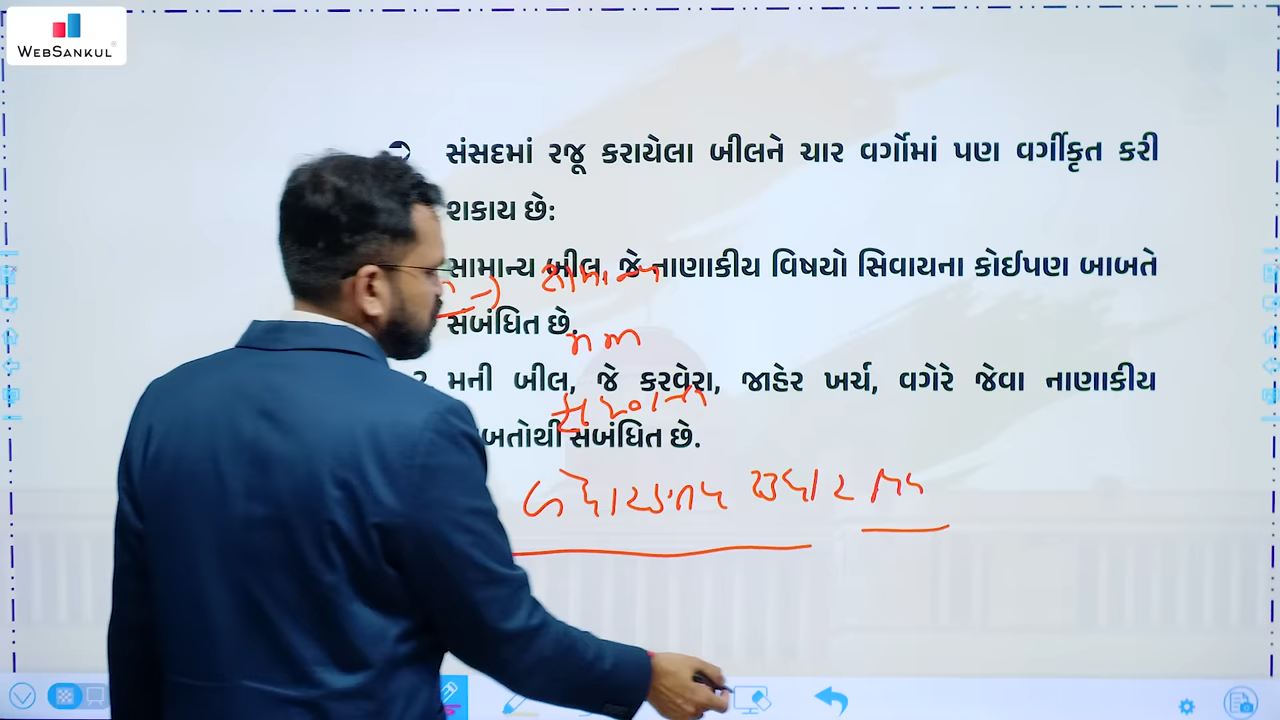 WEBSANKUL
સંસદમાં રજૂ કરાયેલા બીલને ચાર વર્ગોમાં પણ વર્ગીકૃત કરી
શકાય છે:
સામાન્ય બીલ, જે નાણાકીય વિષયો સિવાયના કોઈપણ બાબતે
સંબંધિત છે.
સામાન્ય
મની બીલ, જે કરવેરા, જાહેર ખર્ચ, વગેરે જેવા નાણાકીય
બતોથી સંબંધિત છે.